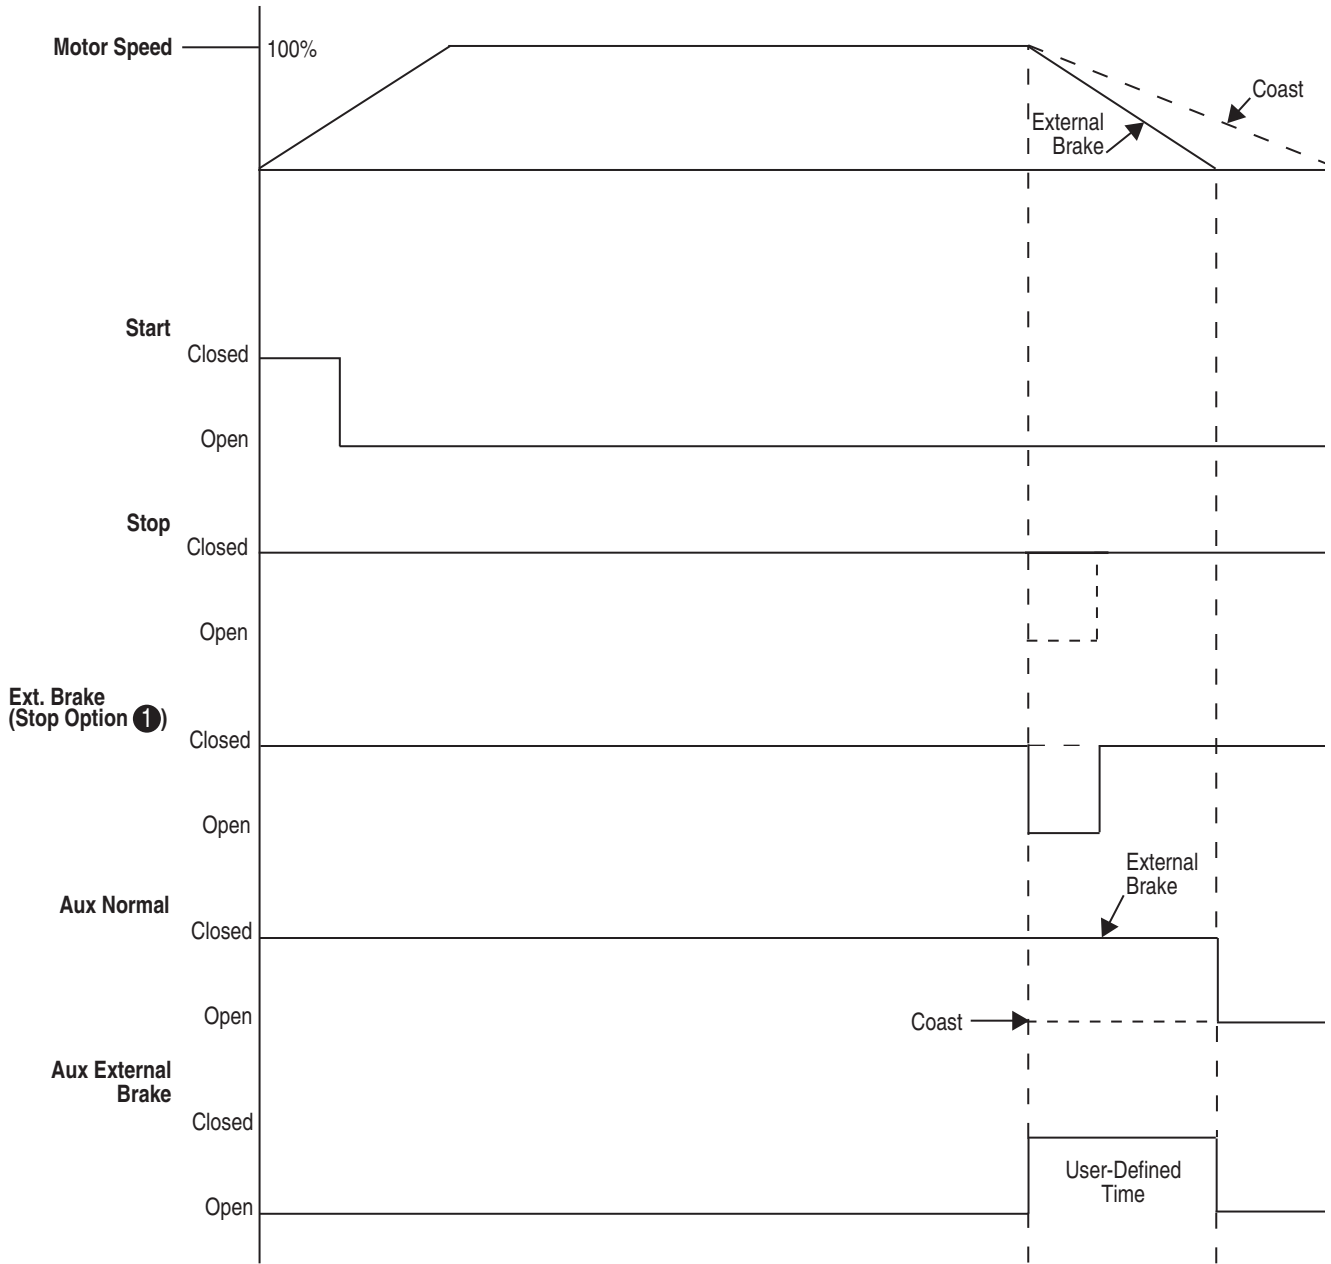 Motor Speed
100%
Coast
External
Brake
Start
Closed
Open
Stop
Closed
Open
Ext. Brake
(Stop Option 1)
Closed
Open
External
Brake
Aux Normal
Closed
Open
Coast
Aux External
Brake
Closed
User-Defined
Time
Open